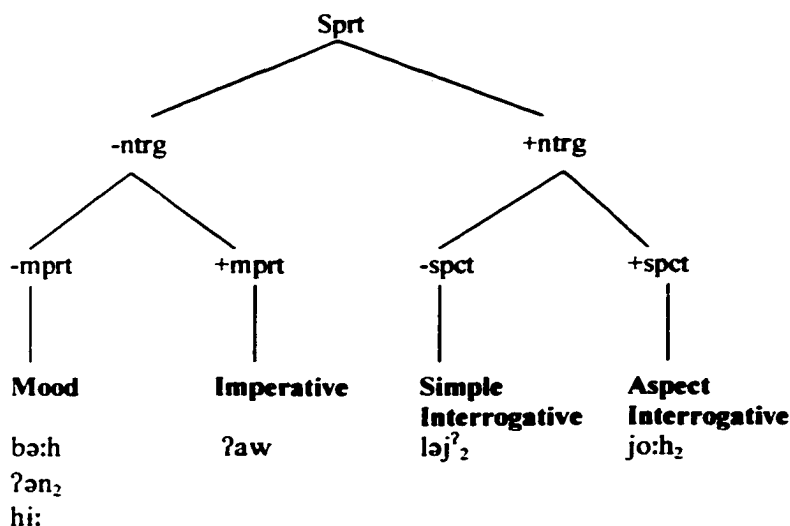 Sprt
-ntrg +ntrg
-mprt +mprt -spct +spct
Mood Imperative Simple Interrogative Aspect Interrogative
bə:h ʔaw ləjˀ₂ jo:h₂
ʔən₂
hi: